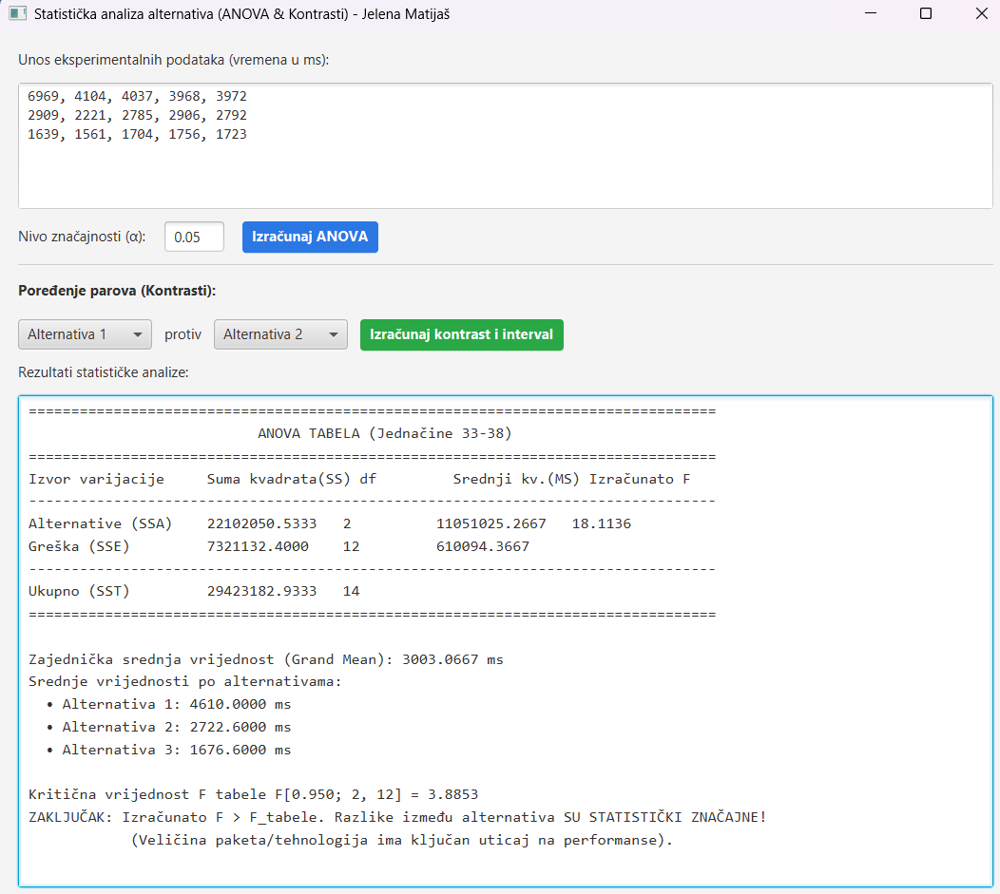 Statistička analiza alternativa (ANOVA & Kontrasti) - Jelena Matijaš
Unos eksperimentalnih podataka (vremena u ms):
6969, 4104, 4037, 3968, 3972
2909, 2221, 2785, 2906, 2792
1639, 1561, 1704, 1756, 1723
Nivo značajnosti (α): 0.05 Izračunaj ANOVA
Poređenje parova (Kontrasti):
Alternativa 1 protiv Alternativa 2 Izračunaj kontrast i interval
Rezultati statističke analize:
=================================================================================
ANOVA TABELA (Jednačine 33-38)
=================================================================================
Izvor varijacije Suma kvadrata(SS) df Srednji kv.(MS) Izračunato F
---------------------------------------------------------------------------------
Alternative (SSA) 22102050.5333 2 11051025.2667 18.1136
Greška (SSE) 7321132.4000 12 610094.3667
---------------------------------------------------------------------------------
Ukupno (SST) 29423182.9333 14
=================================================================================
Zajednička srednja vrijednost (Grand Mean): 3003.0667 ms
Srednje vrijednosti po alternativama:
• Alternativa 1: 4610.0000 ms
• Alternativa 2: 2722.6000 ms
• Alternativa 3: 1676.6000 ms
Kritična vrijednost F tabele F[0.950; 2, 12] = 3.8853
ZAKLJUČAK: Izračunato F > F_tabele. Razlike između alternativa SU STATISTIČKI ZNAČAJNE!
(Veličina paketa/tehnologija ima ključan uticaj na performanse).